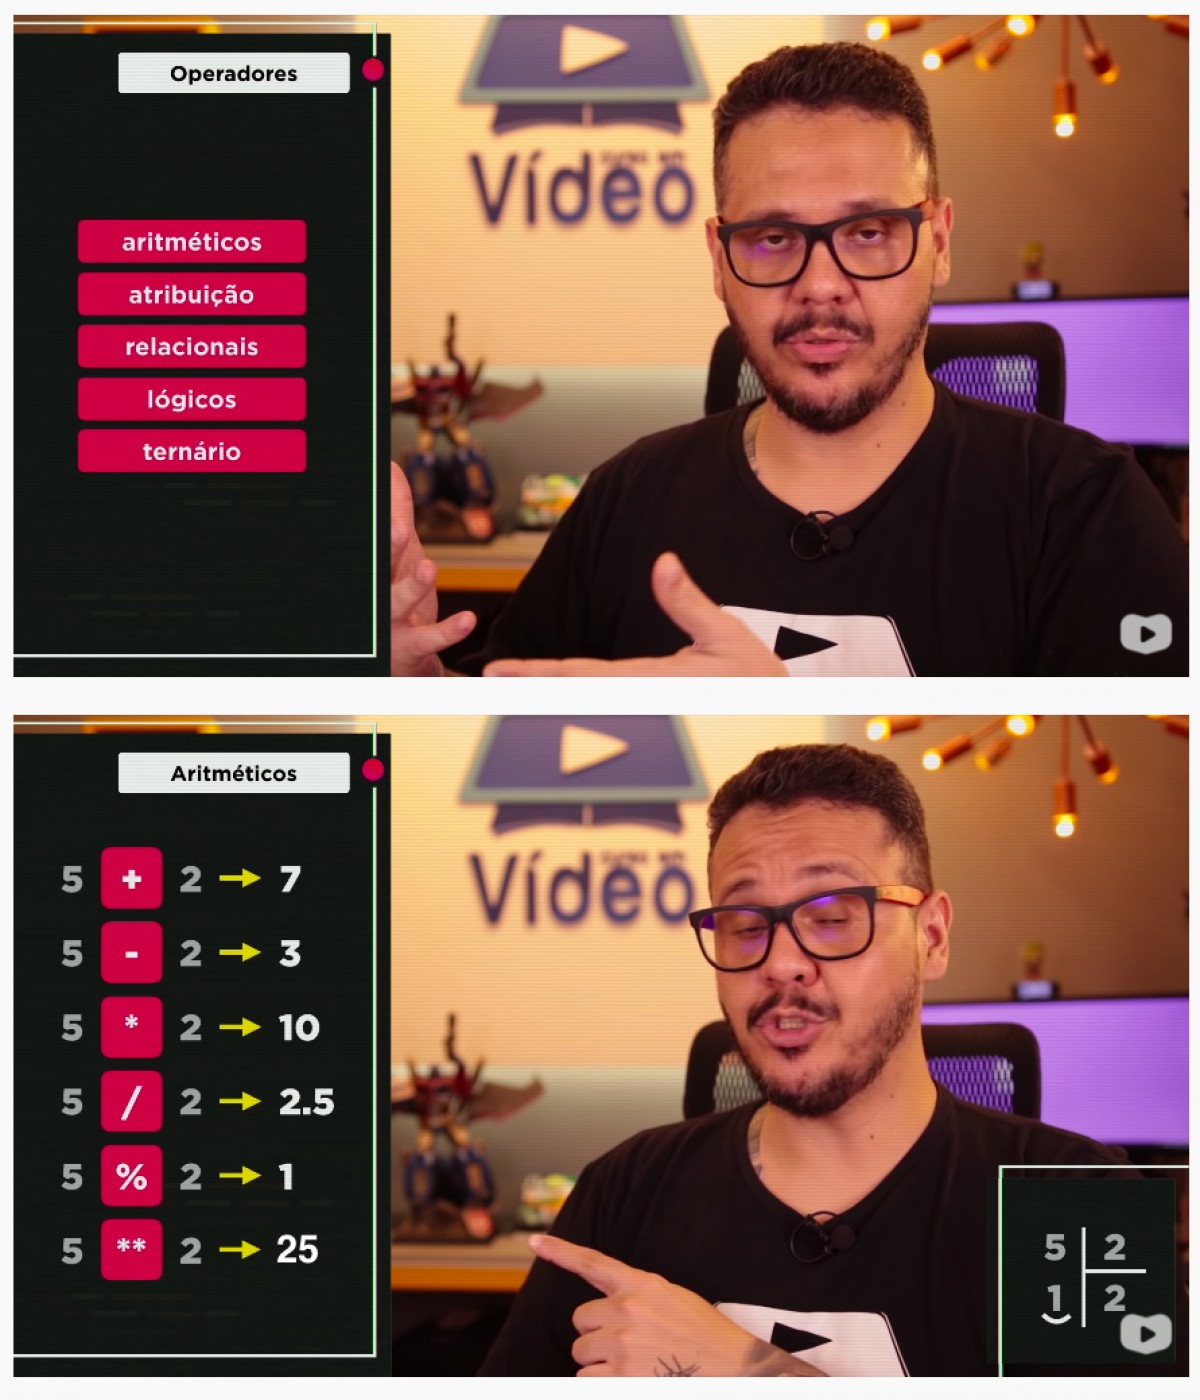 Operadores
aritméticos
atribuição
relacionais
lógicos
ternário
Vídeo
Aritméticos
5 + 2 → 7
5 - 2 → 3
5 * 2 → 10
5 / 2 → 2.5
5 % 2 → 1
5 ** 2 → 25
Vídeo
5 2
1 2